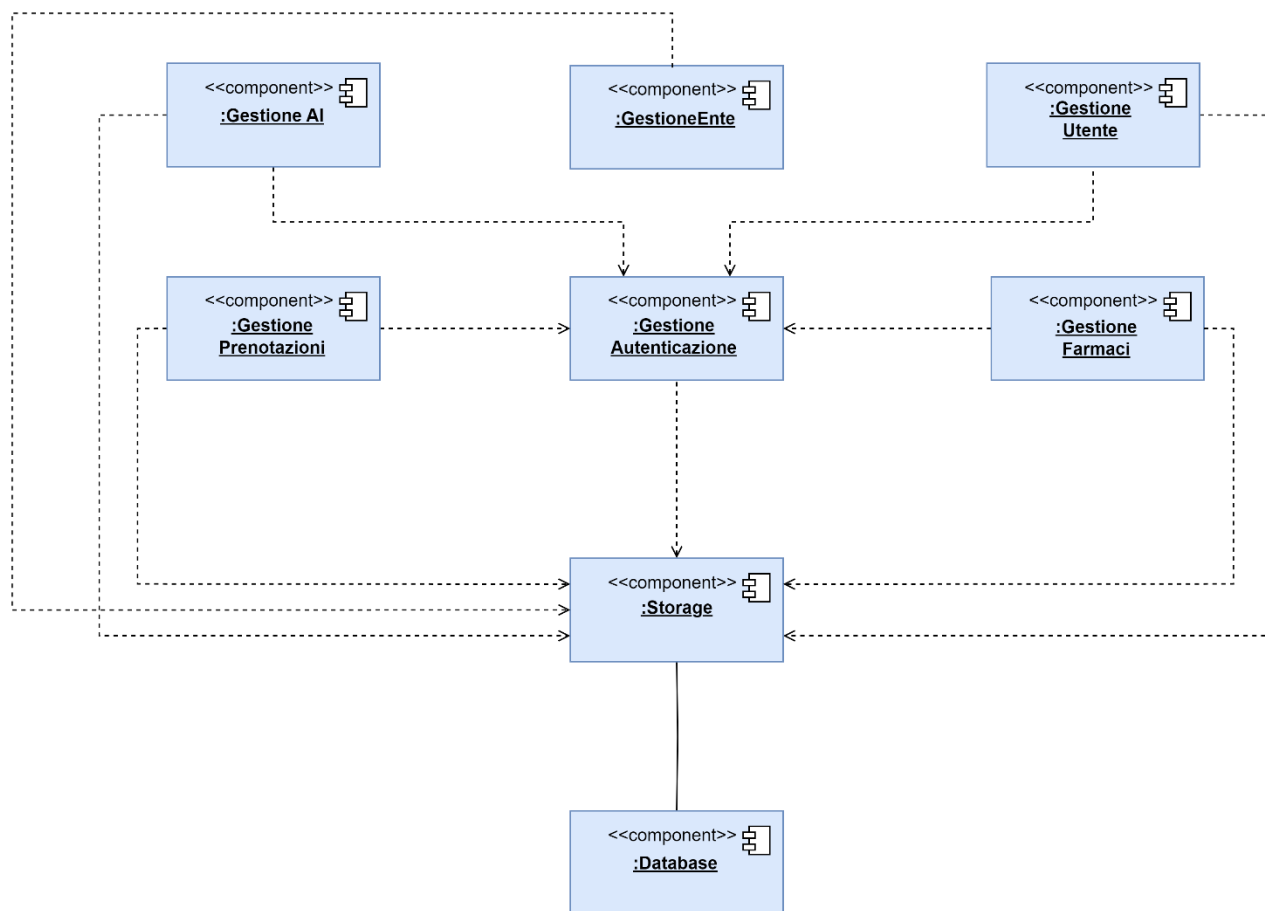 <<component>>
:Gestione AI
<<component>>
:GestioneEnte
<<component>>
:Gestione
Utente
<<component>>
:Gestione
Prenotazioni
<<component>>
:Gestione
Autenticazione
<<component>>
:Gestione
Farmaci
<<component>>
:Storage
<<component>>
:Database